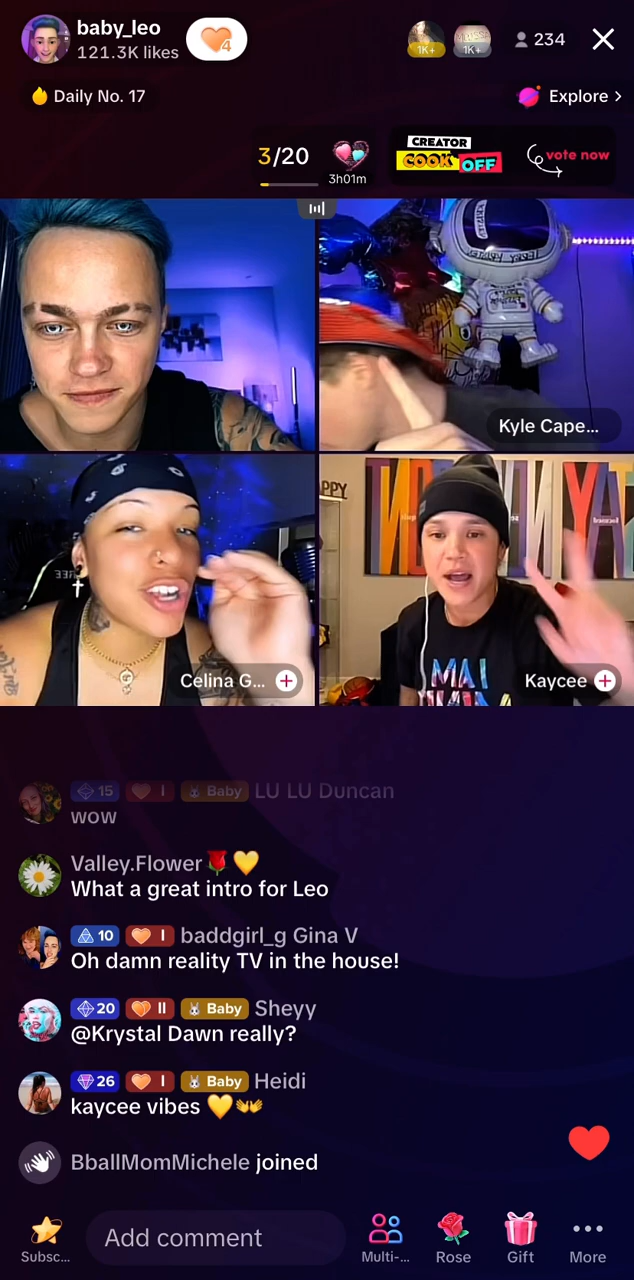 baby_leo
121.3K likes
4
1K+
1K+
234
Daily No. 17
Explore >
3/20
3h01m
CREATOR
COOK OFF
vote now
Kyle Cape...
Celina G...
Kaycee
PPY
MAI
15 I Baby LU LU Duncan
wow
Valley.Flower🌹💛
What a great intro for Leo
10 I baddgirl_g Gina V
Oh damn reality TV in the house!
20 II Baby Sheyy
@Krystal Dawn really?
26 I Baby Heidi
kaycee vibes 💛👐
BballMomMichele joined
Subsc...
Add comment
Multi-...
Rose
Gift
More